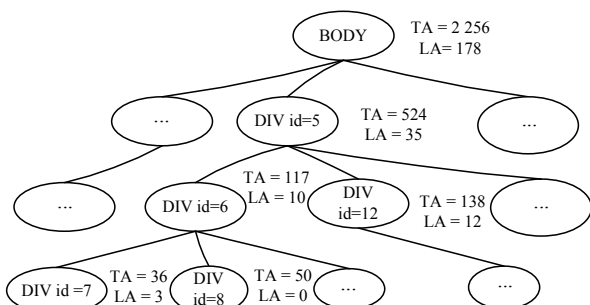 BODY
TA = 2 256
LA= 178
...
DIV id=5
TA = 524
LA = 35
...
...
DIV id=6
TA = 117
LA = 10
DIV
id=12
TA = 138
LA = 12
...
DIV id =7
TA = 36
LA = 3
DIV
id=8
TA = 50
LA = 0
...
...